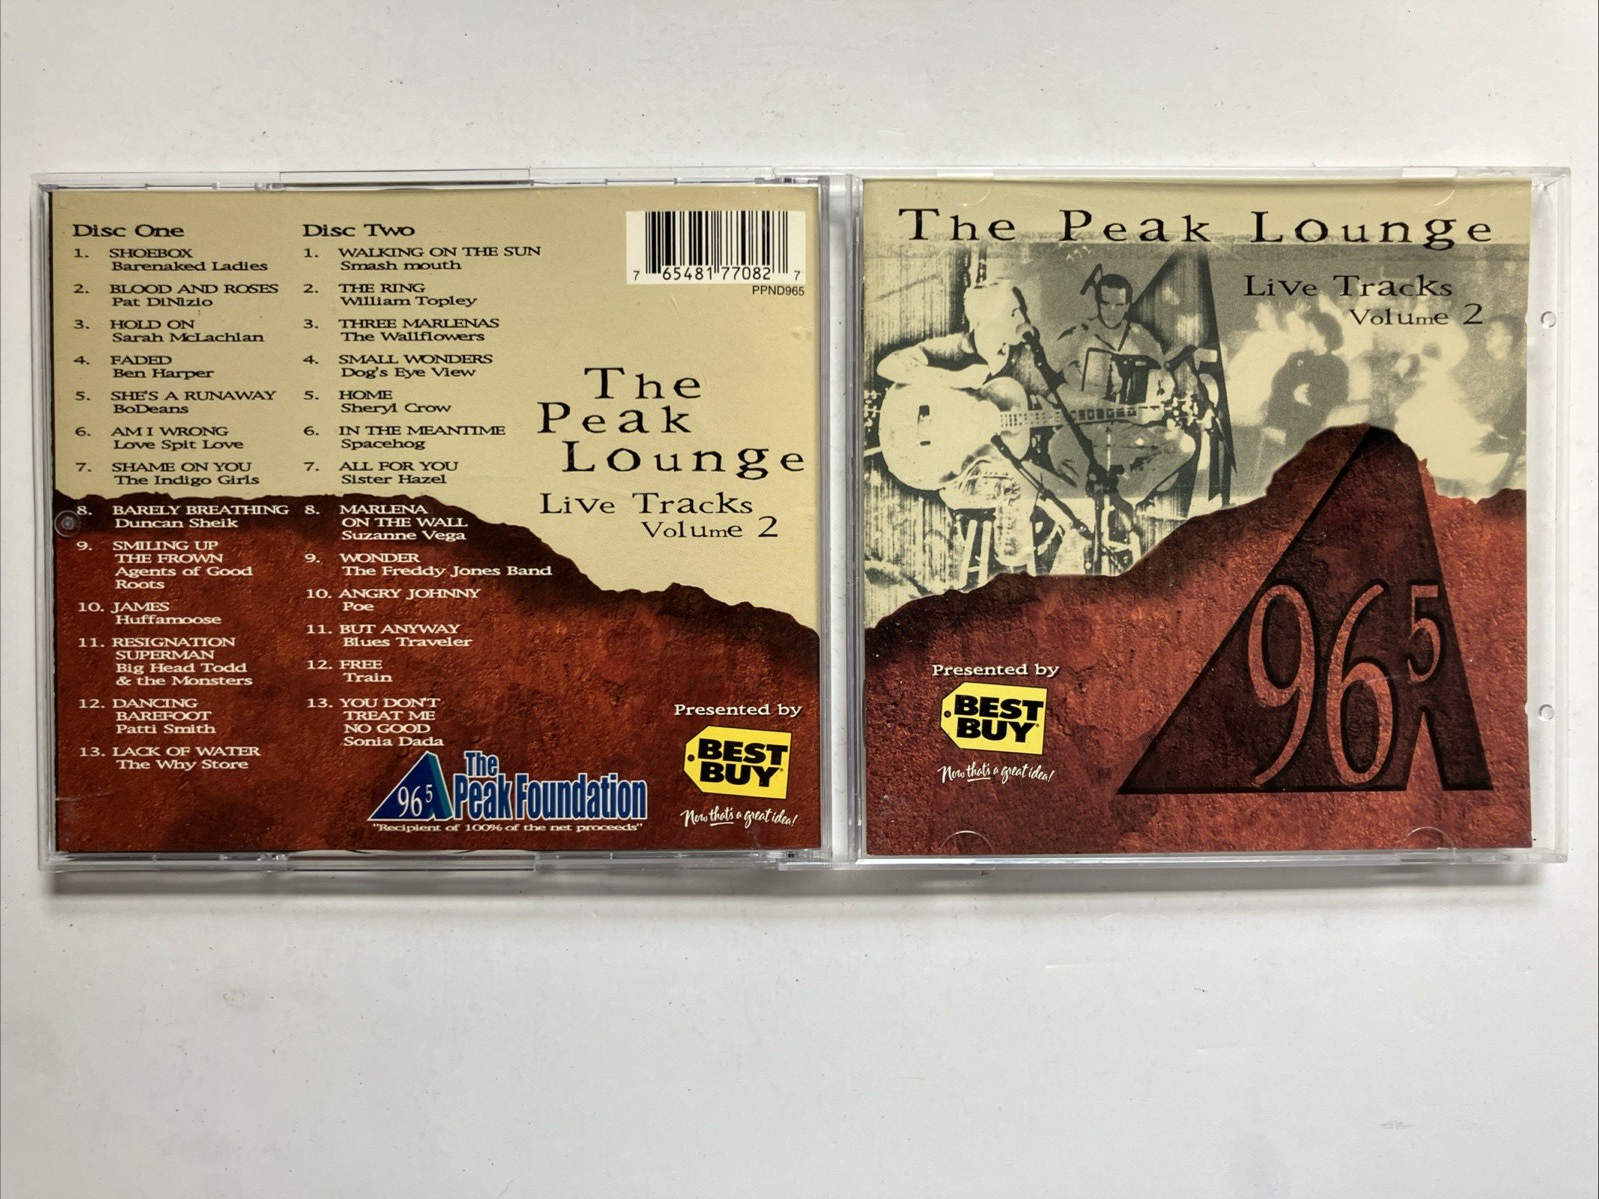 Disc One
1. SHOEBOX
Barenaked Ladies
2. BLOOD AND ROSES
Pat DiNizio
3. HOLD ON
Sarah McLachlan
4. FADED
Ben Harper
5. SHE'S A RUNAWAY
BoDeans
6. AM I WRONG
Love Spit Love
7. SHAME ON YOU
The Indigo Girls
8. BARELY BREATHING
Duncan Sheik
9. SMILING UP
THE FROWN
Agents of Good
Roots
10. JAMES
Huffamoose
11. RESIGNATION
SUPERMAN
Big Head Todd
& the Monsters
12. DANCING
BAREFOOT
Patti Smith
13. LACK OF WATER
The Why Store
Disc Two
1. WALKING ON THE SUN
Smash mouth
2. THE RING
William Topley
3. THREE MARLENAS
The Wallflowers
4. SMALL WONDERS
Dog's Eye View
5. HOME
Sheryl Crow
6. IN THE MEANTIME
Spacehog
7. ALL FOR YOU
Sister Hazel
8. MARLENA
ON THE WALL
Suzanne Vega
9. WONDER
The Freddy Jones Band
10. ANGRY JOHNNY
Poe
11. BUT ANYWAY
Blues Traveler
12. FREE
Train
13. YOU DON'T
TREAT ME
NO GOOD
Sonia Dada
7 65481 77082 7
PPND965
The
Peak
Lounge
Live Tracks
Volume 2
96.5
The
Peak Foundation
"Recipient of 100% of the net proceeds"
Presented by
BEST
BUY
Now that's a great idea!
The Peak Lounge
Live Tracks
Volume 2
96.5
Presented by
BEST
BUY
Now that's a great idea!